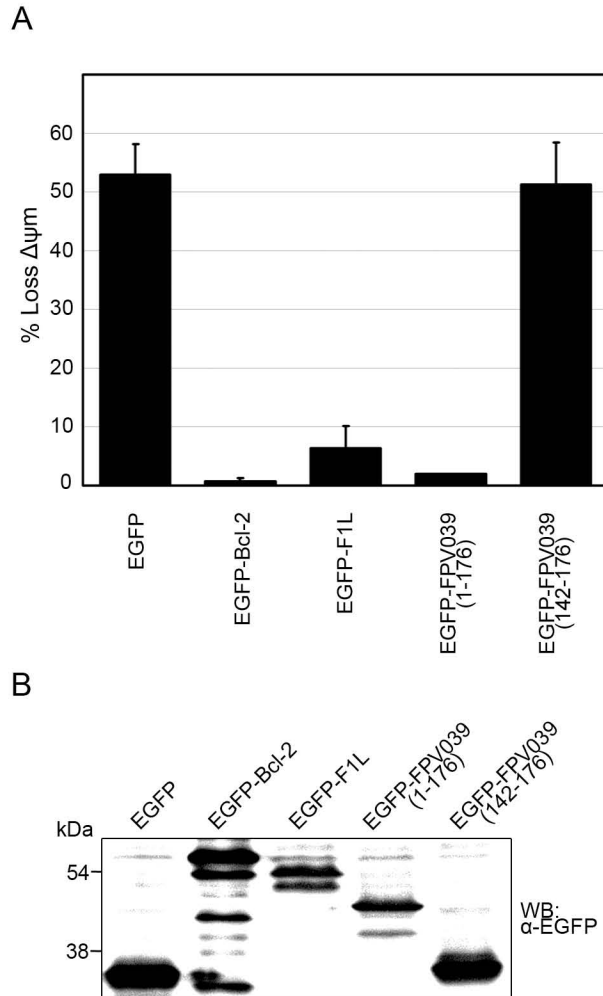 A
% Loss Δψm
60
50
40
30
20
10
0
EGFP
EGFP-Bcl-2
EGFP-F1L
EGFP-FPV039
(1-176)
EGFP-FPV039
(142-176)
B
EGFP
EGFP-Bcl-2
EGFP-F1L
EGFP-FPV039
(1-176)
EGFP-FPV039
(142-176)
kDa
54
38
WB:
α-EGFP